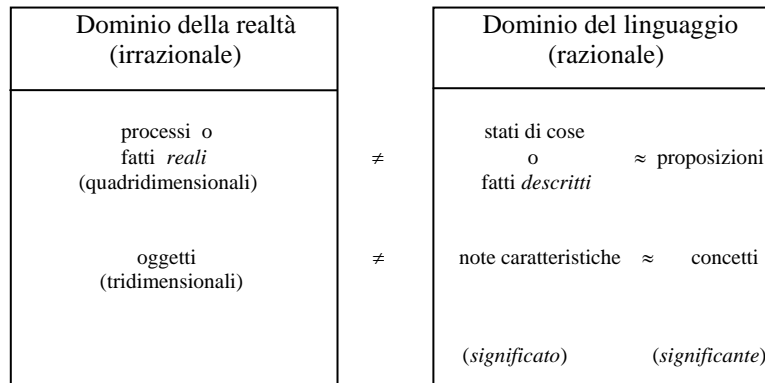 Dominio della realtà
(irrazionale)
Dominio del linguaggio
(razionale)
processi o
fatti reali
(quadridimensionali)
≠
stati di cose
o
fatti descritti
≈ proposizioni
oggetti
(tridimensionali)
≠
note caratteristiche ≈ concetti
(significato) (significante)